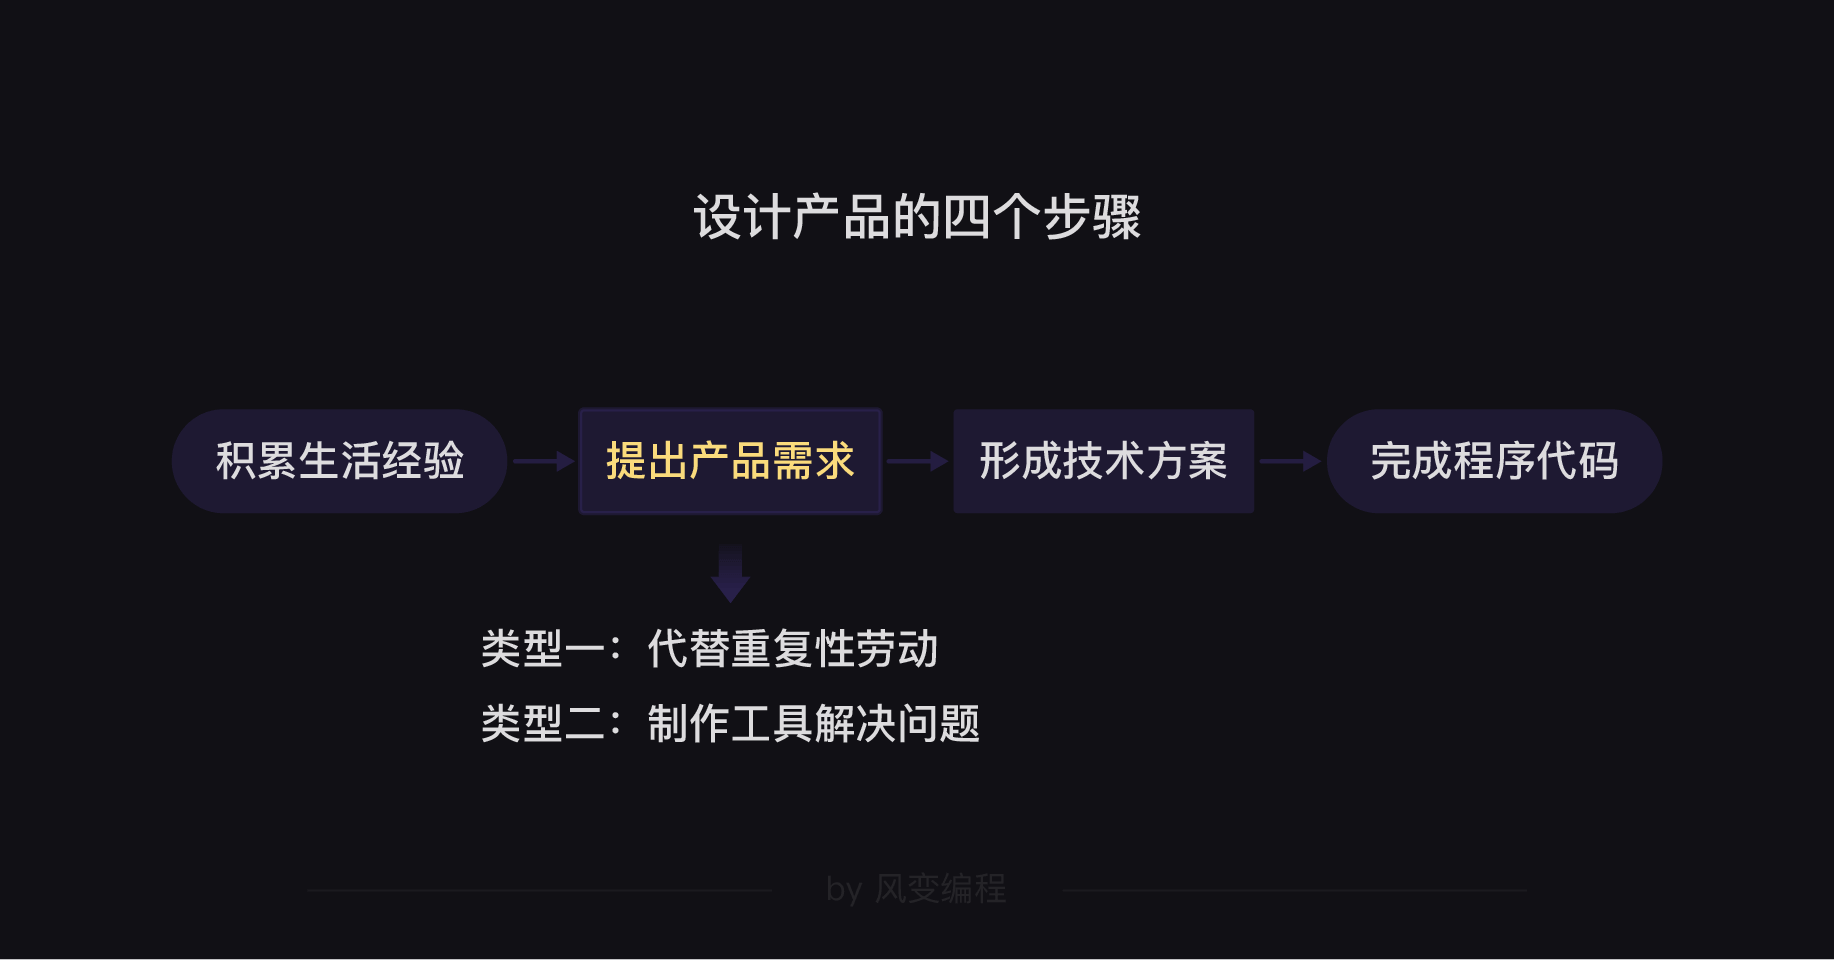 设计产品的四个步骤
积累生活经验
提出产品需求
形成技术方案
完成程序代码
类型一：代替重复性劳动
类型二：制作工具解决问题
by 风变编程